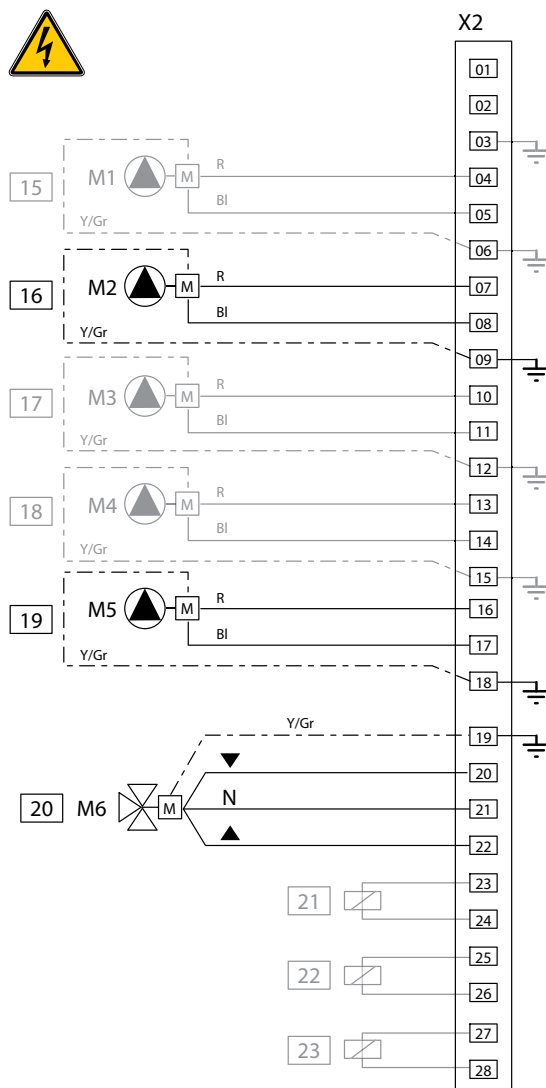 X2
01
02
03
R
04
15 M1 M
Bl
05
Y/Gr
06
R
07
16 M2 M
Bl
08
Y/Gr
09
R
10
17 M3 M
Bl
11
Y/Gr
12
R
13
18 M4 M
Bl
14
Y/Gr
15
R
16
19 M5 M
Bl
17
Y/Gr
18
Y/Gr
19
20
20 M6 M N 21
22
23
21
24
25
22
26
27
23
28